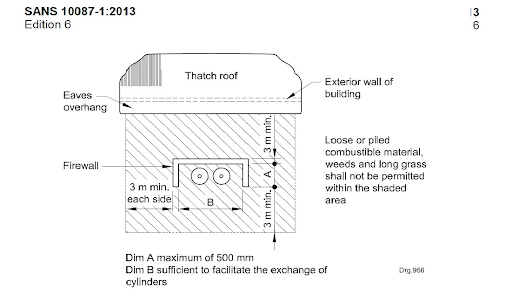 SANS 10087-1:2013
Edition 6
3
6
Thatch roof
Exterior wall of
building
Eaves
overhang
3 m min.
Loose or piled
combustible material,
weeds and long grass
shall not be permitted
within the shaded
area
Firewall
A
3 m min.
each side
B
3 m min.
Dim A maximum of 500 mm
Dim B sufficient to facilitate the exchange of
cylinders
Drg.956